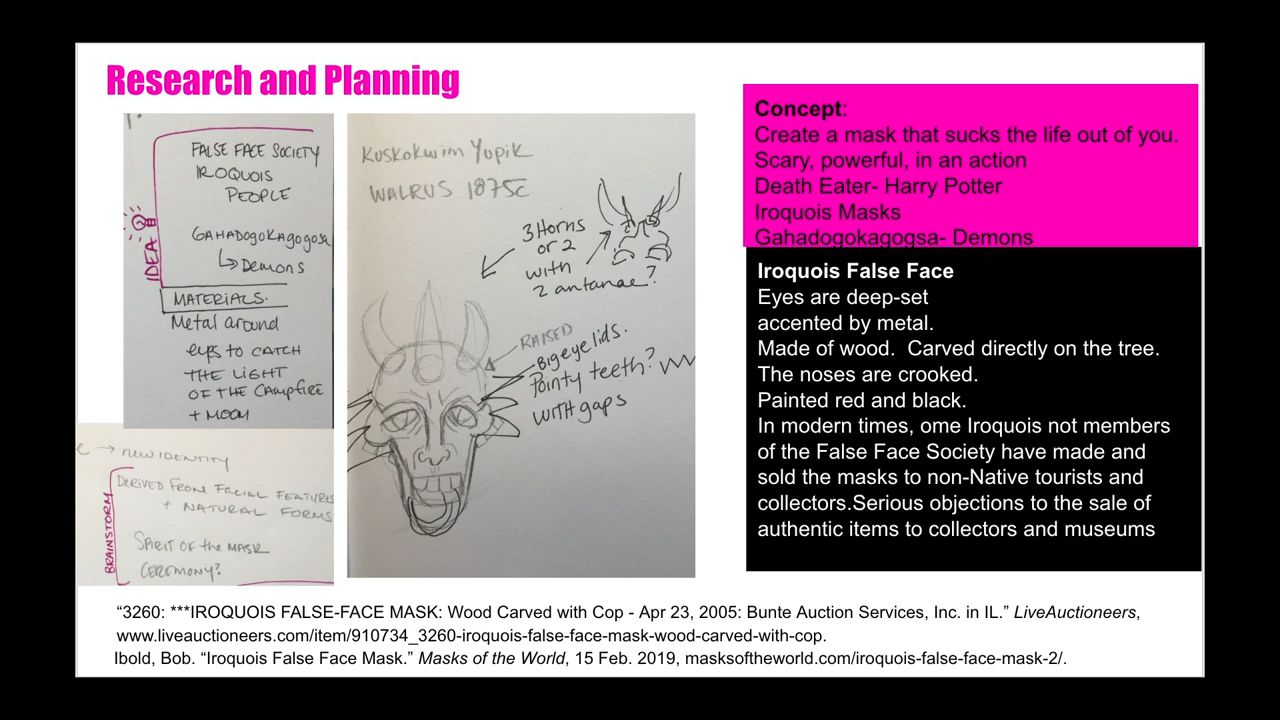 Research and Planning
FALSE FACE SOCIETY
IROQUOIS
PEOPLE
GAHADOGOKAGOGOSA
Demons
IDEA
MATERIALS.
Metal around
eyes to CATCH
THE LIGHT
OF THE CAMPFIRE
+ MOON
→ NEW IDENTITY
DERIVED FROM FACIAL FEATURES
+ NATURAL FORMS
SPIRIT OF the MASK
CEREMONY?
BRAINSTORM
Kuskokwim Yupik
WALRUS 1875c
3 Horns
or 2
with
2 antanae?
RAISED
Big eye lids.
Pointy teeth?
WITH gaps
Concept:
Create a mask that sucks the life out of you.
Scary, powerful, in an action
Death Eater- Harry Potter
Iroquois Masks
Gahadogokagogsa- Demons
Iroquois False Face
Eyes are deep-set
accented by metal.
Made of wood.  Carved directly on the tree.
The noses are crooked.
Painted red and black.
In modern times, ome Iroquois not members
of the False Face Society have made and
sold the masks to non-Native tourists and
collectors.Serious objections to the sale of
authentic items to collectors and museums
“3260: ***IROQUOIS FALSE-FACE MASK: Wood Carved with Cop - Apr 23, 2005: Bunte Auction Services, Inc. in IL.” LiveAuctioneers,
www.liveauctioneers.com/item/910734_3260-iroquois-false-face-mask-wood-carved-with-cop.
Ibold, Bob. “Iroquois False Face Mask.” Masks of the World, 15 Feb. 2019, masksoftheworld.com/iroquois-false-face-mask-2/.